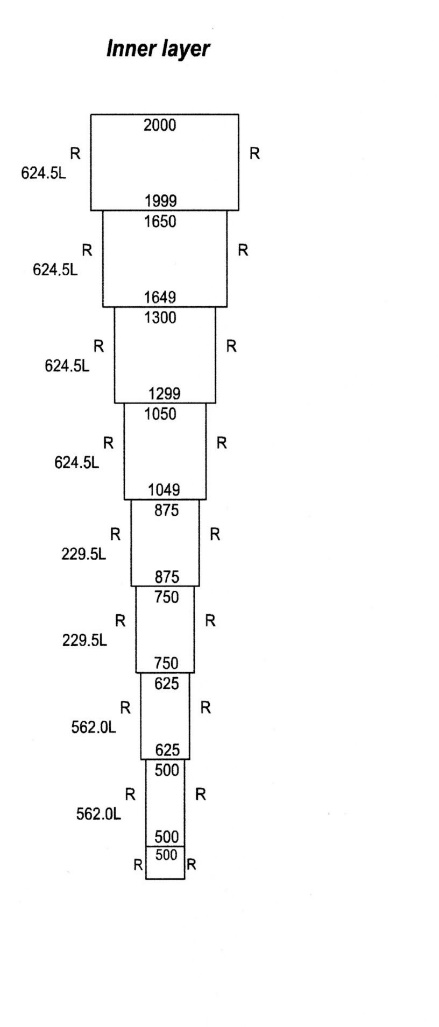 Inner layer
2000
R R
624.5L
1999
1650
R R
624.5L
1649
1300
R R
624.5L
1299
1050
R R
624.5L
1049
875
R R
229.5L
875
750
R R
229.5L
750
625
R R
562.0L
625
500
R R
562.0L
500
500
R R